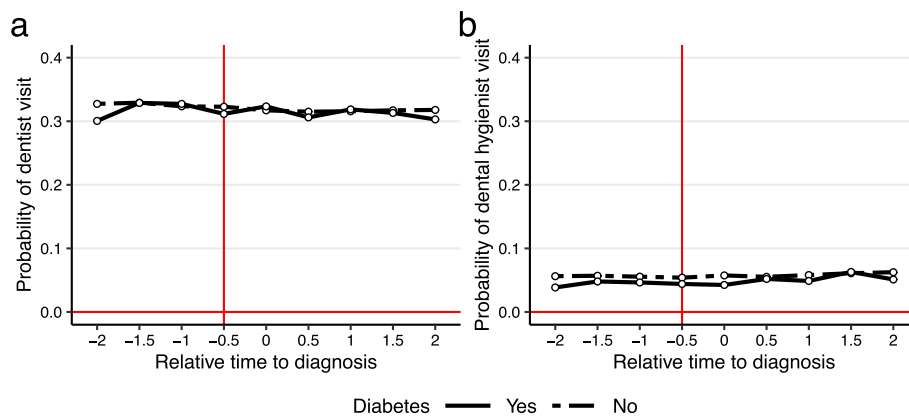 a
Probability of dentist visit
0.4
0.3
0.2
0.1
0.0
−2 −1.5 −1 −0.5 0 0.5 1 1.5 2
Relative time to diagnosis
b
Probability of dental hygienist visit
0.4
0.3
0.2
0.1
0.0
−2 −1.5 −1 −0.5 0 0.5 1 1.5 2
Relative time to diagnosis
Diabetes Yes No